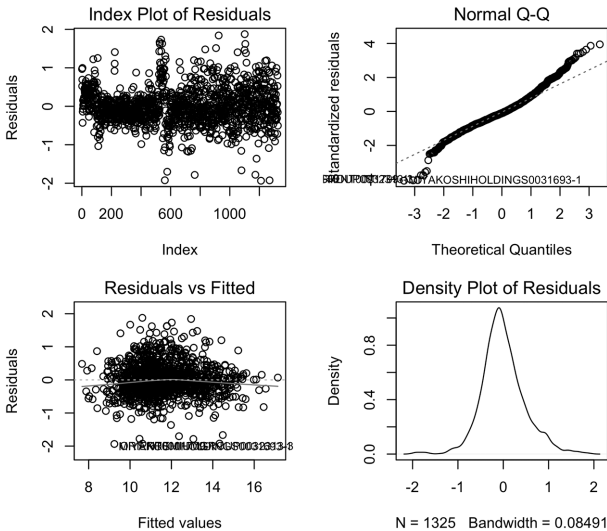 Index Plot of Residuals
Residuals
-2 -1 0 1 2
0 200 600 1000
Index
Normal Q-Q
Standardized residuals
-2 0 2 4
YAKOSHIHOLDINGS0031693-1
-3 -2 -1 0 1 2 3
Theoretical Quantiles
Residuals vs Fitted
Residuals
-2 -1 0 1 2
8 10 12 14 16
Fitted values
Density Plot of Residuals
Density
0.0 0.4 0.8
-2 -1 0 1 2
N = 1325 Bandwidth = 0.08491